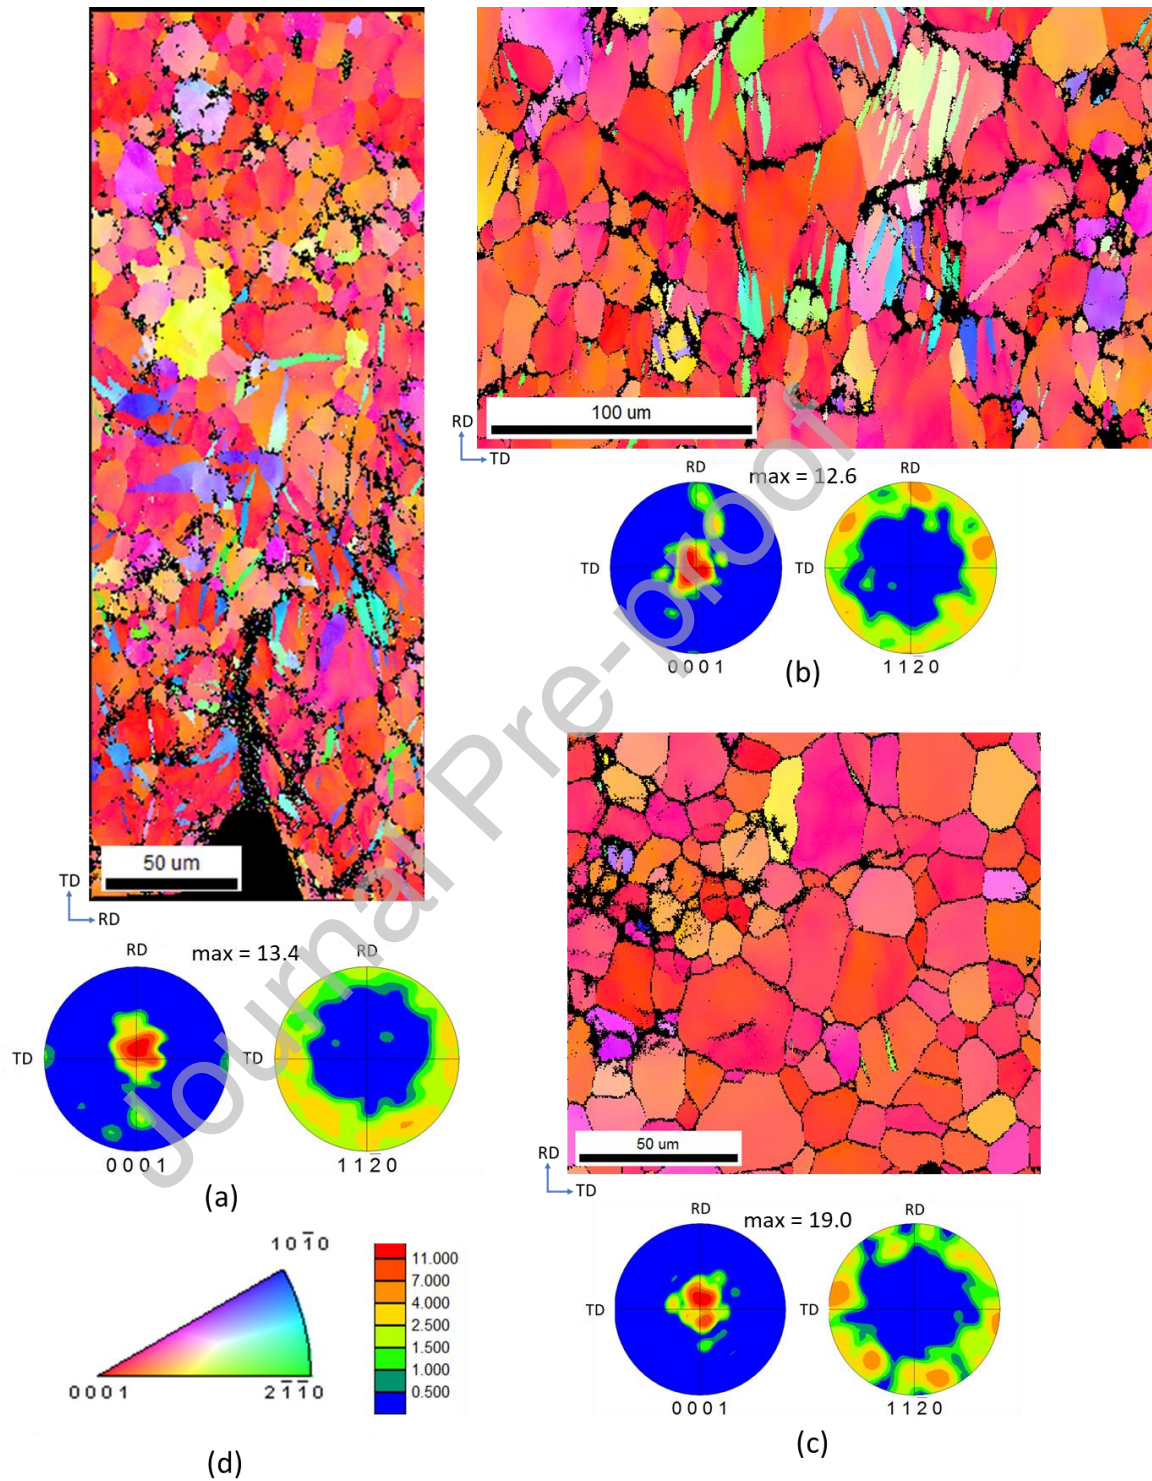 100 um
RD
TD
RD
max = 12.6
TD
0 0 0 1
1 1 2̅ 0
(b)
50 um
TD
RD
RD
max = 13.4
TD
0 0 0 1
1 1 2̅ 0
(a)
50 um
RD
TD
RD
max = 19.0
RD
TD
TD
0 0 0 1
1 1 2̅ 0
(c)
1 0 1̅ 0
0 0 0 1
2 1̅ 1̅ 0
11.000
7.000
4.000
2.500
1.500
1.000
0.500
(d)
Journal Pre-proof